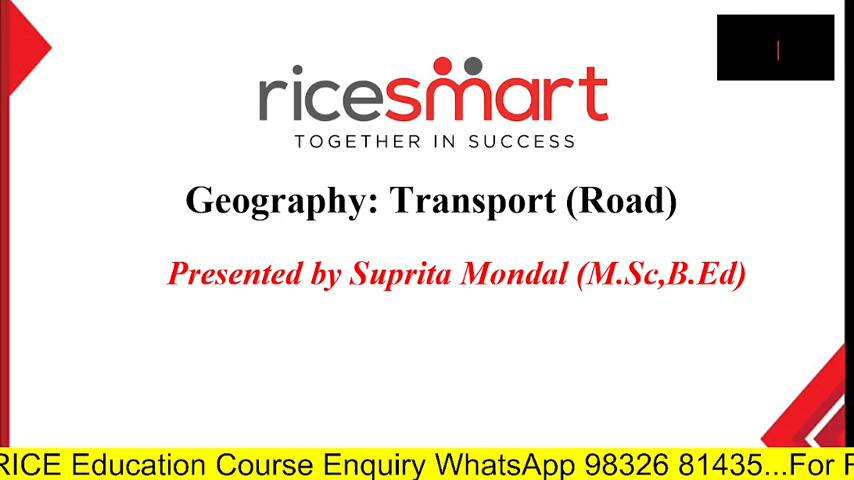 ricesmart
TOGETHER IN SUCCESS
Geography: Transport (Road)
Presented by Suprita Mondal (M.Sc,B.Ed)
RICE Education Course Enquiry WhatsApp 98326 81435...For